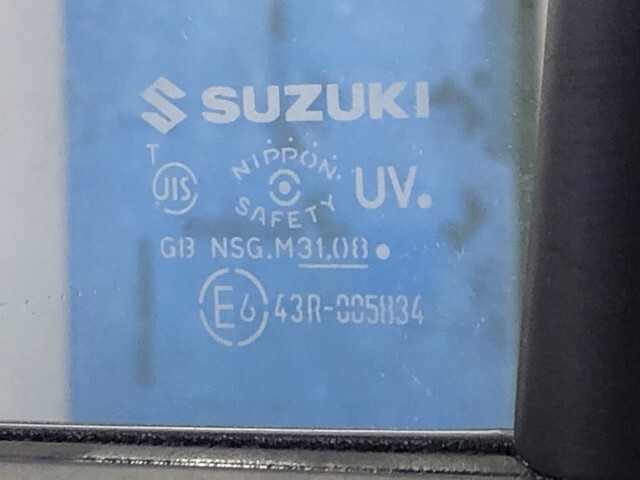 SUZUKI
T
JIS NIPPON SAFETY UV.
GB NSG.M31.08.
E6 43R-005834